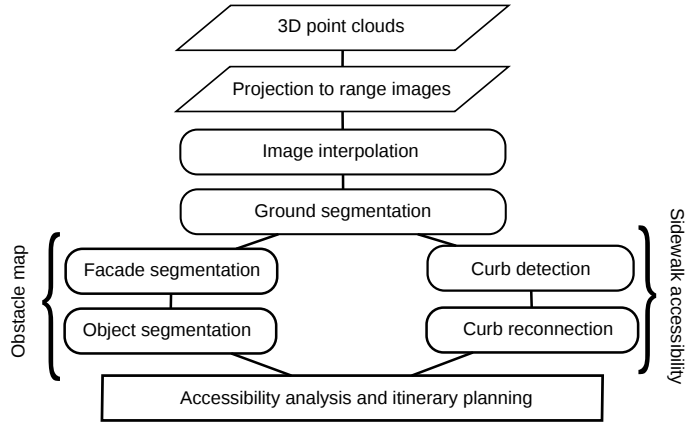 3D point clouds
Projection to range images
Image interpolation
Ground segmentation
Obstacle map
Facade segmentation
Object segmentation
Curb detection
Curb reconnection
Sidewalk accessibility
Accessibility analysis and itinerary planning